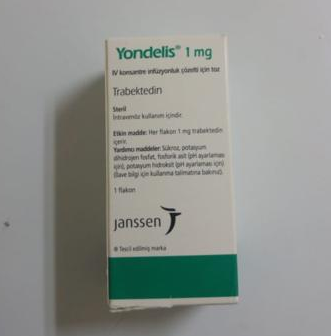 Yondelis® 1 mg
IV konsantre infüzyonluk çözelti için toz
Trabektedin
Steril
İntravenöz kullanım içindir.
Etkin madde: Her flakon 1 mg trabektedin
içerir.
Yardımcı maddeler: Sükroz, potasyum
dihidrojen fosfat, fosforik asit (pH ayarlaması
için), potasyum hidroksit (pH ayarlaması için)
(İlave bilgi için kullanma talimatına bakınız).
1 flakon
janssen
® Tescil edilmiş marka